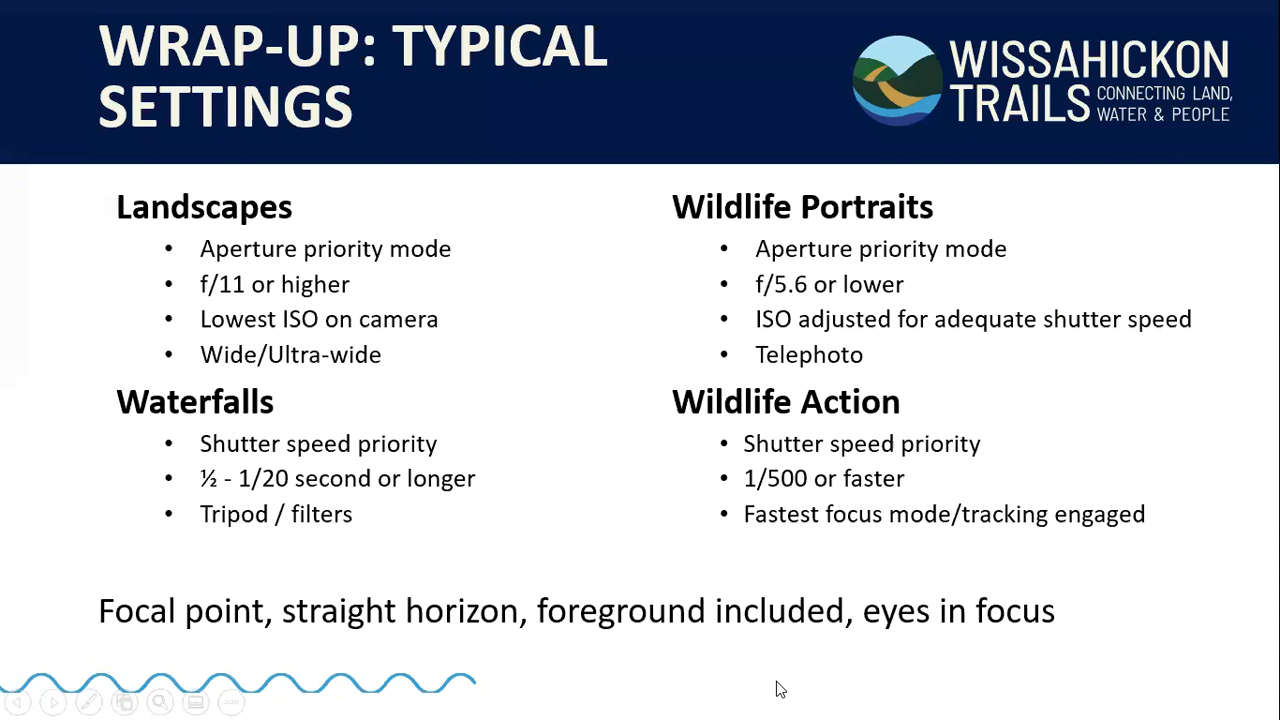 WRAP-UP: TYPICAL
SETTINGS
WISSAHICKON
TRAILS CONNECTING LAND,
WATER & PEOPLE
Landscapes
• Aperture priority mode
• f/11 or higher
• Lowest ISO on camera
• Wide/Ultra-wide
Waterfalls
• Shutter speed priority
• ½ - 1/20 second or longer
• Tripod / filters
Wildlife Portraits
• Aperture priority mode
• f/5.6 or lower
• ISO adjusted for adequate shutter speed
• Telephoto
Wildlife Action
• Shutter speed priority
• 1/500 or faster
• Fastest focus mode/tracking engaged
Focal point, straight horizon, foreground included, eyes in focus